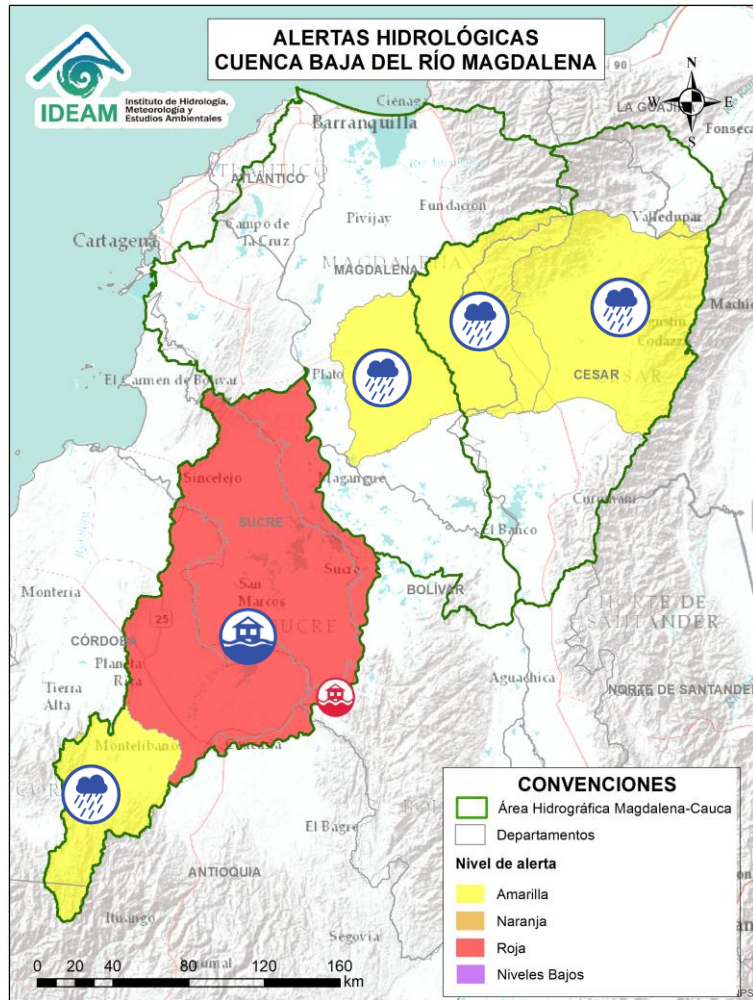 ALERTAS HIDROLÓGICAS
CUENCA BAJA DEL RÍO MAGDALENA
IDEAM
Instituto de Hidrología,
Meteorología y
Estudios Ambientales
90
N
W
E
S
Ciénaga
LA GUAJI
Fonseca
Barranquilla
ATLÁNTICO
Fundación
Valledupar
Pivijay
Campo de
La Cruz
Cartagena
MAGDALENA
MAGDALENA
Codazzi
El Carmen de Bolívar
Plato
CESAR
Sincelejo
Magangué
SUCRE
El Banco
Sucre
San
Marcos
BOLÍVAR
Montería
25
SUCRE
CÓRDOBA
NORTE DE
SANTANDER
Planeta
Rica
Aguachica
Tierra
Alta
NORTE DE SANTANDER
Montelíbano
El Bagre
ANTIOQUIA
Ituango
Segovia
CONVENCIONES
Área Hidrográfica Magdalena-Cauca
Departamentos
Nivel de alerta
Amarilla
Naranja
Roja
Niveles Bajos
0 20 40 80 120 160
km